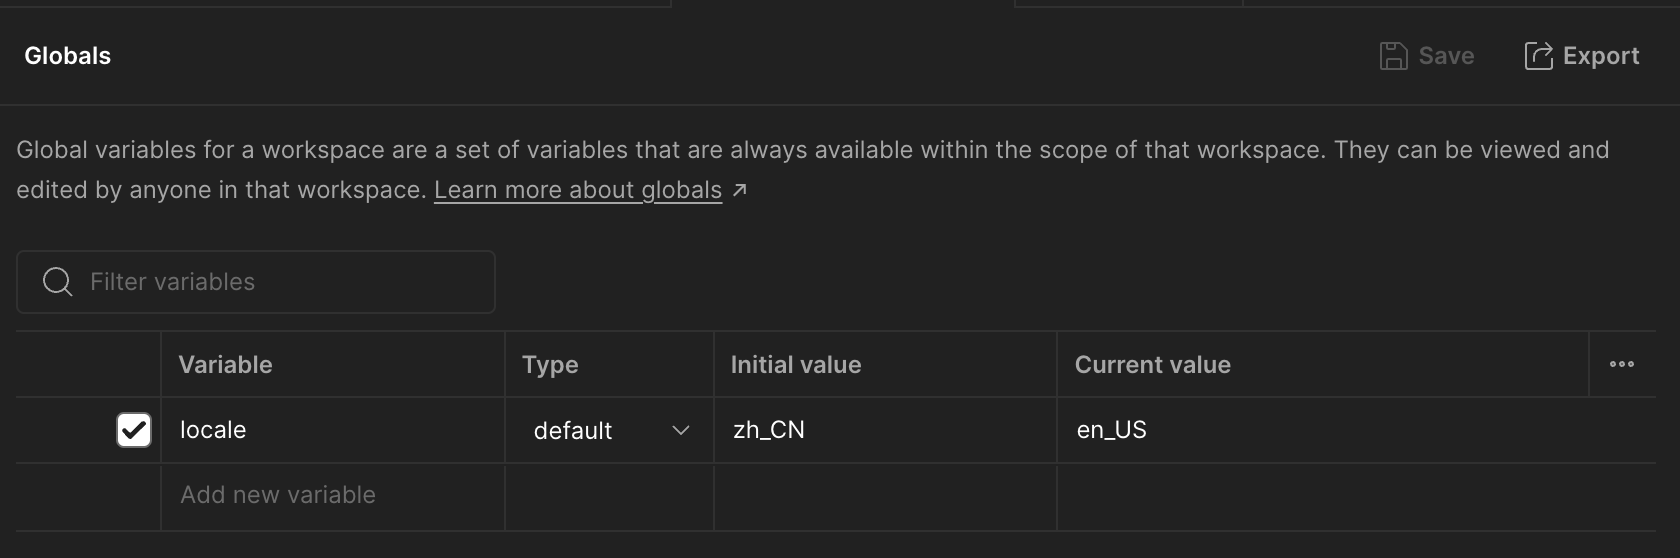 Globals
Save
Export
Global variables for a workspace are a set of variables that are always available within the scope of that workspace. They can be viewed and
edited by anyone in that workspace. Learn more about globals ↗
Filter variables
Variable Type Initial value Current value
locale default zh_CN en_US
Add new variable